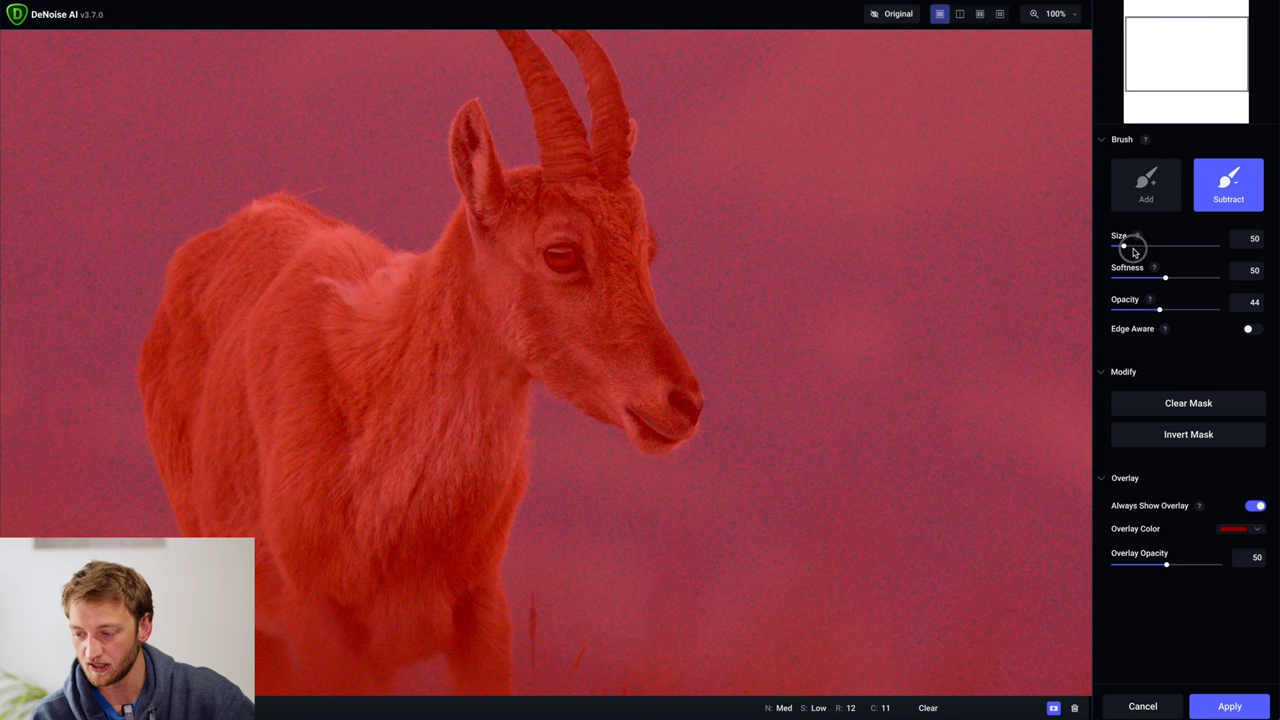 DeNoise AI v3.7.0
Original
100%
Brush ?
Add
Subtract
Size
50
Softness ?
50
Opacity ?
44
Edge Aware ?
Modify
Clear Mask
Invert Mask
Overlay
Always Show Overlay ?
Overlay Color
Overlay Opacity
50
N: Med S: Low R: 12 C: 11 Clear
Cancel
Apply